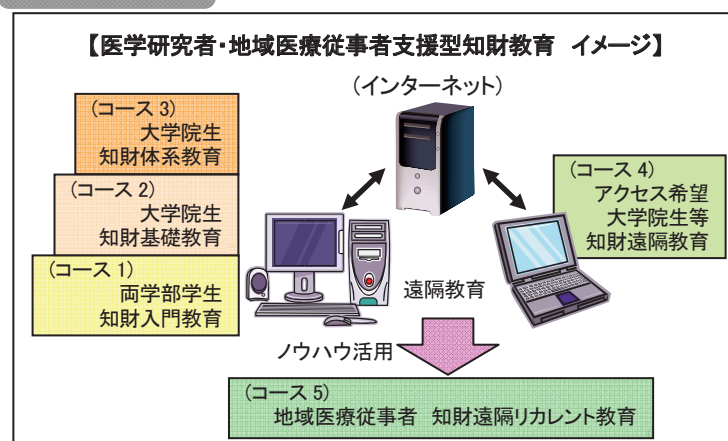 【医学研究者・地域医療従事者支援型知財教育 イメージ】
(インターネット)
(コース 3)
大学院生
知財体系教育
(コース 2)
大学院生
知財基礎教育
(コース 1)
両学部学生
知財入門教育
(コース 4)
アクセス希望
大学院生等
知財遠隔教育
遠隔教育
ノウハウ活用
(コース 5)
地域医療従事者 知財遠隔リカレント教育